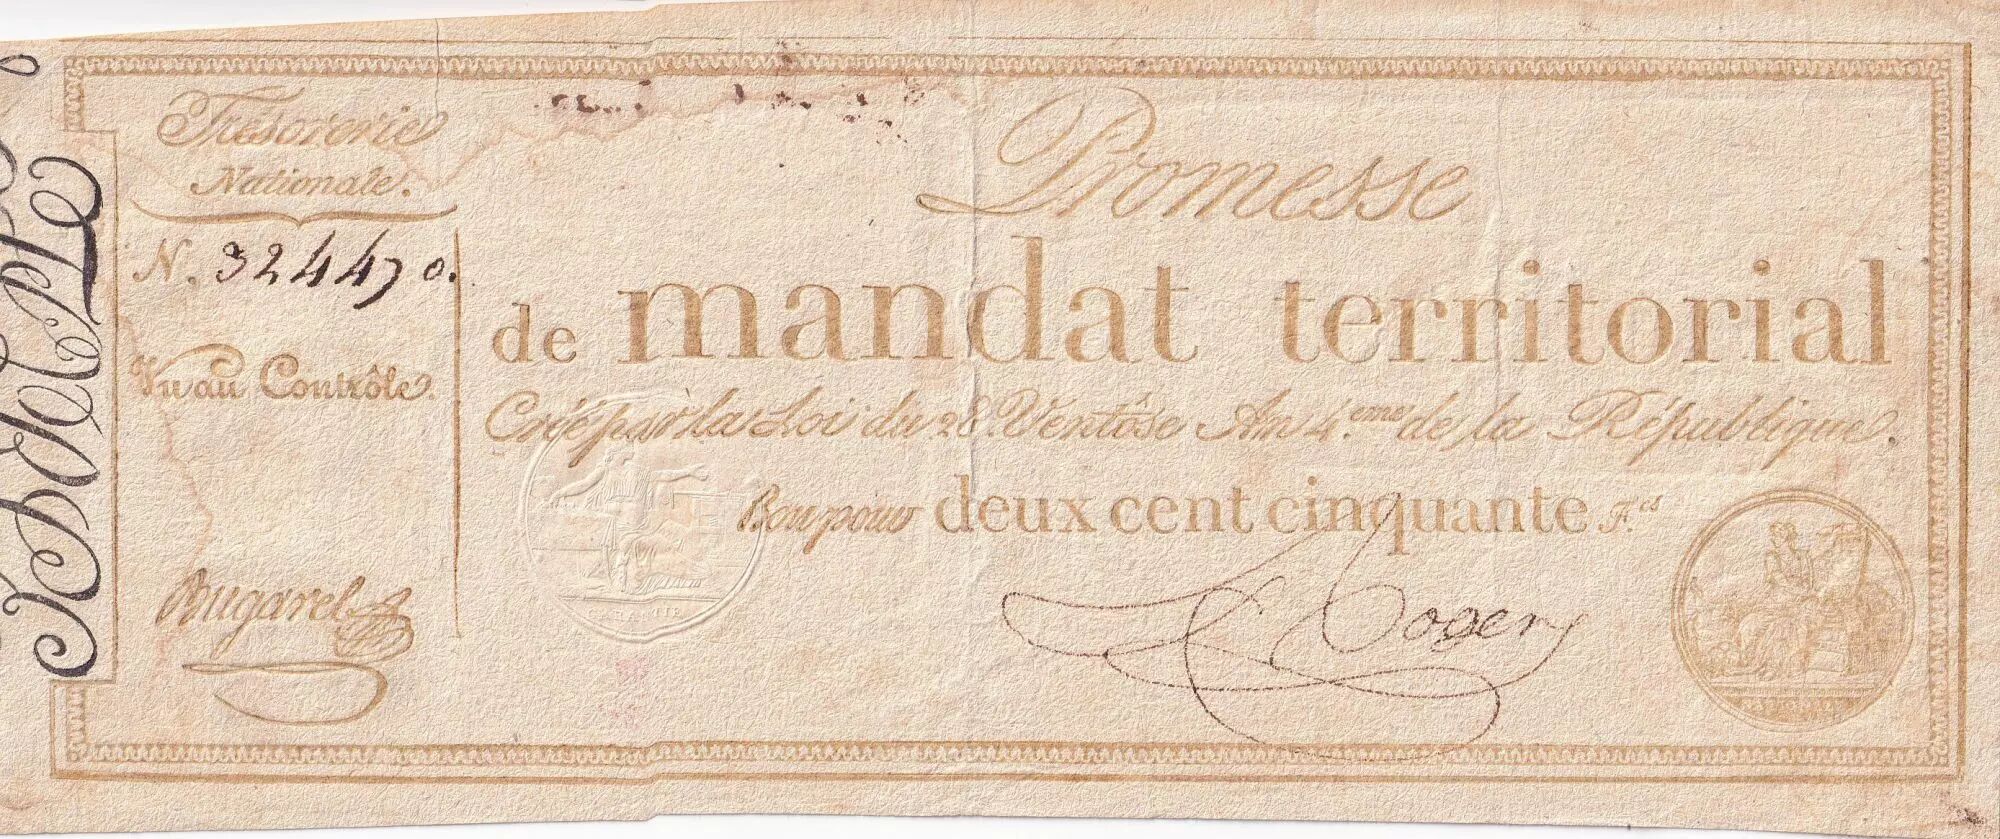 Trésorerie
Nationale.
N. 324470.
Vu au Contrôle.
Bugarel
Promesse
de mandat territorial
Créé par la Loi du 28. Ventôse An 4.eme de la République.
Bon pour deux cent cinquante F.cs